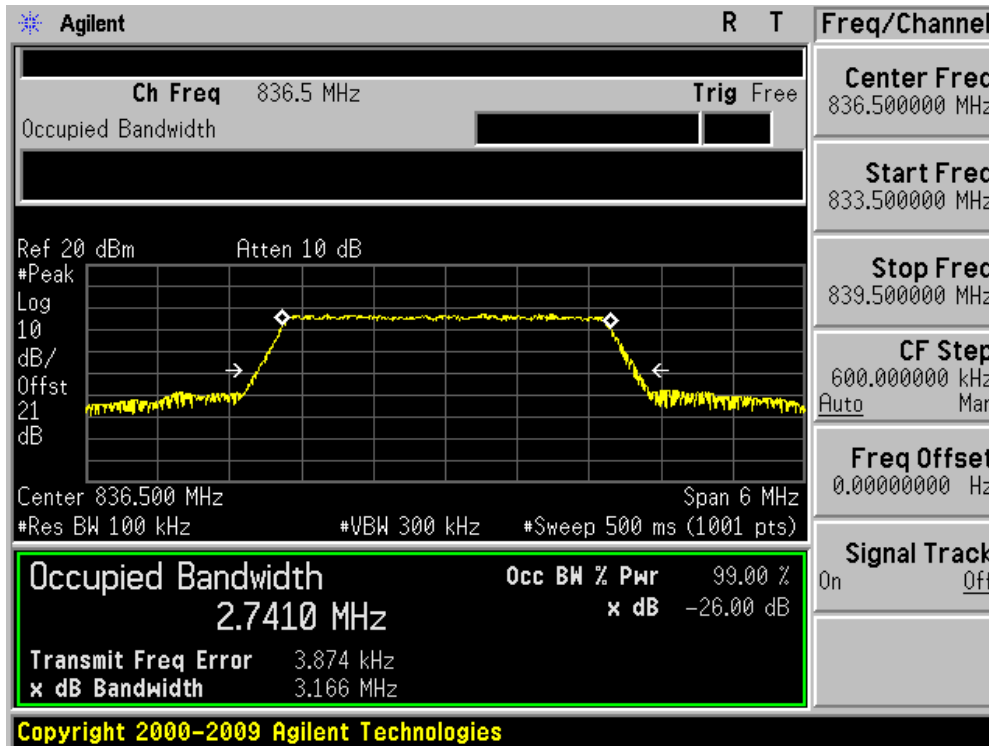 Agilent R T
Ch Freq 836.5 MHz Trig Free
Occupied Bandwidth
Ref 20 dBm Atten 10 dB
#Peak
Log
10
dB/
Offst
21
dB
Center 836.500 MHz Span 6 MHz
#Res BW 100 kHz #VBW 300 kHz #Sweep 500 ms (1001 pts)
Occupied Bandwidth
2.7410 MHz
Occ BW % Pwr 99.00 %
x dB -26.00 dB
Transmit Freq Error 3.874 kHz
x dB Bandwidth 3.166 MHz
Copyright 2000-2009 Agilent Technologies
Freq/Channel
Center Freq
836.500000 MHz
Start Freq
833.500000 MHz
Stop Freq
839.500000 MHz
CF Step
600.000000 kHz
Auto Man
Freq Offset
0.00000000 Hz
Signal Track
On Off